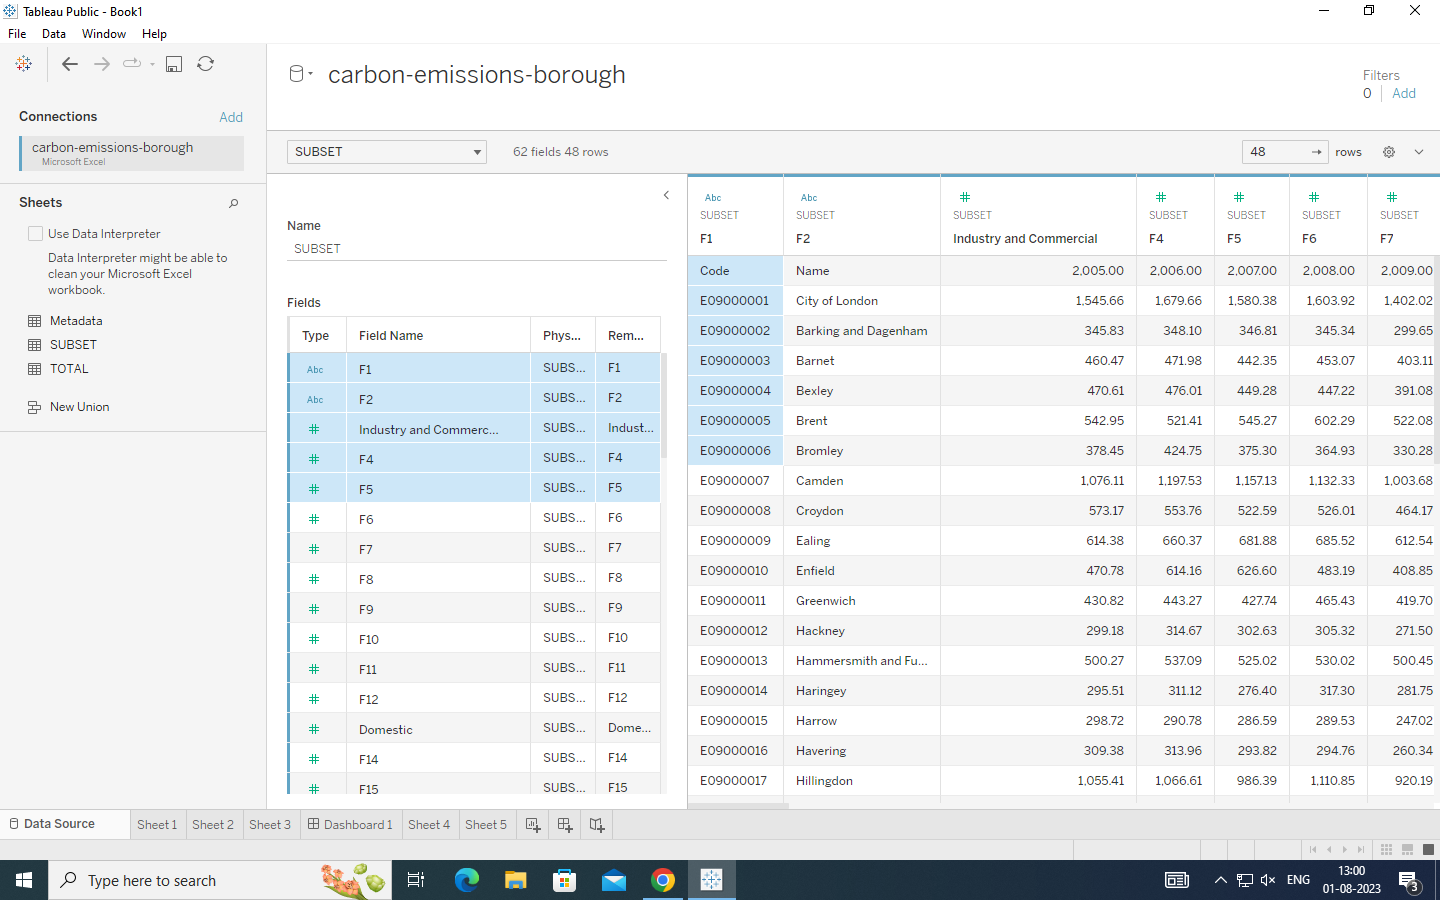 Tableau Public - Book1
File Data Window Help
Connections Add
carbon-emissions-borough
Microsoft Excel
Sheets
Use Data Interpreter
Data Interpreter might be able to
clean your Microsoft Excel
workbook.
Metadata
SUBSET
TOTAL
New Union
carbon-emissions-borough
Filters
0 Add
SUBSET 62 fields 48 rows 48 → rows
Name
SUBSET
Fields
Type Field Name Phys... Rem...
Abc F1 SUBS... F1
Abc F2 SUBS... F2
# Industry and Commerc... SUBS... Indust...
# F4 SUBS... F4
# F5 SUBS... F5
# F6 SUBS... F6
# F7 SUBS... F7
# F8 SUBS... F8
# F9 SUBS... F9
# F10 SUBS... F10
# F11 SUBS... F11
# F12 SUBS... F12
# Domestic SUBS... Dome...
# F14 SUBS... F14
# F15 SUBS... F15
Abc Abc # # # # #
SUBSET SUBSET SUBSET SUBSET SUBSET SUBSET SUBSET
F1 F2 Industry and Commercial F4 F5 F6 F7
Code Name 2,005.00 2,006.00 2,007.00 2,008.00 2,009.00
E09000001 City of London 1,545.66 1,679.66 1,580.38 1,603.92 1,402.02
E09000002 Barking and Dagenham 345.83 348.10 346.81 345.34 299.65
E09000003 Barnet 460.47 471.98 442.35 453.07 403.11
E09000004 Bexley 470.61 476.01 449.28 447.22 391.08
E09000005 Brent 542.95 521.41 545.27 602.29 522.08
E09000006 Bromley 378.45 424.75 375.30 364.93 330.28
E09000007 Camden 1,076.11 1,197.53 1,157.13 1,132.33 1,003.68
E09000008 Croydon 573.17 553.76 522.59 526.01 464.17
E09000009 Ealing 614.38 660.37 681.88 685.52 612.54
E09000010 Enfield 470.78 614.16 626.60 483.19 408.85
E09000011 Greenwich 430.82 443.27 427.74 465.43 419.70
E09000012 Hackney 299.18 314.67 302.63 305.32 271.50
E09000013 Hammersmith and Fu... 500.27 537.09 525.02 530.02 500.45
E09000014 Haringey 295.51 311.12 276.40 317.30 281.75
E09000015 Harrow 298.72 290.78 286.59 289.53 247.02
E09000016 Havering 309.38 313.96 293.82 294.76 260.34
E09000017 Hillingdon 1,055.41 1,066.61 986.39 1,110.85 920.19
Data Source Sheet 1 Sheet 2 Sheet 3 Dashboard 1 Sheet 4 Sheet 5
Type here to search
ENG
13:00
01-08-2023
3